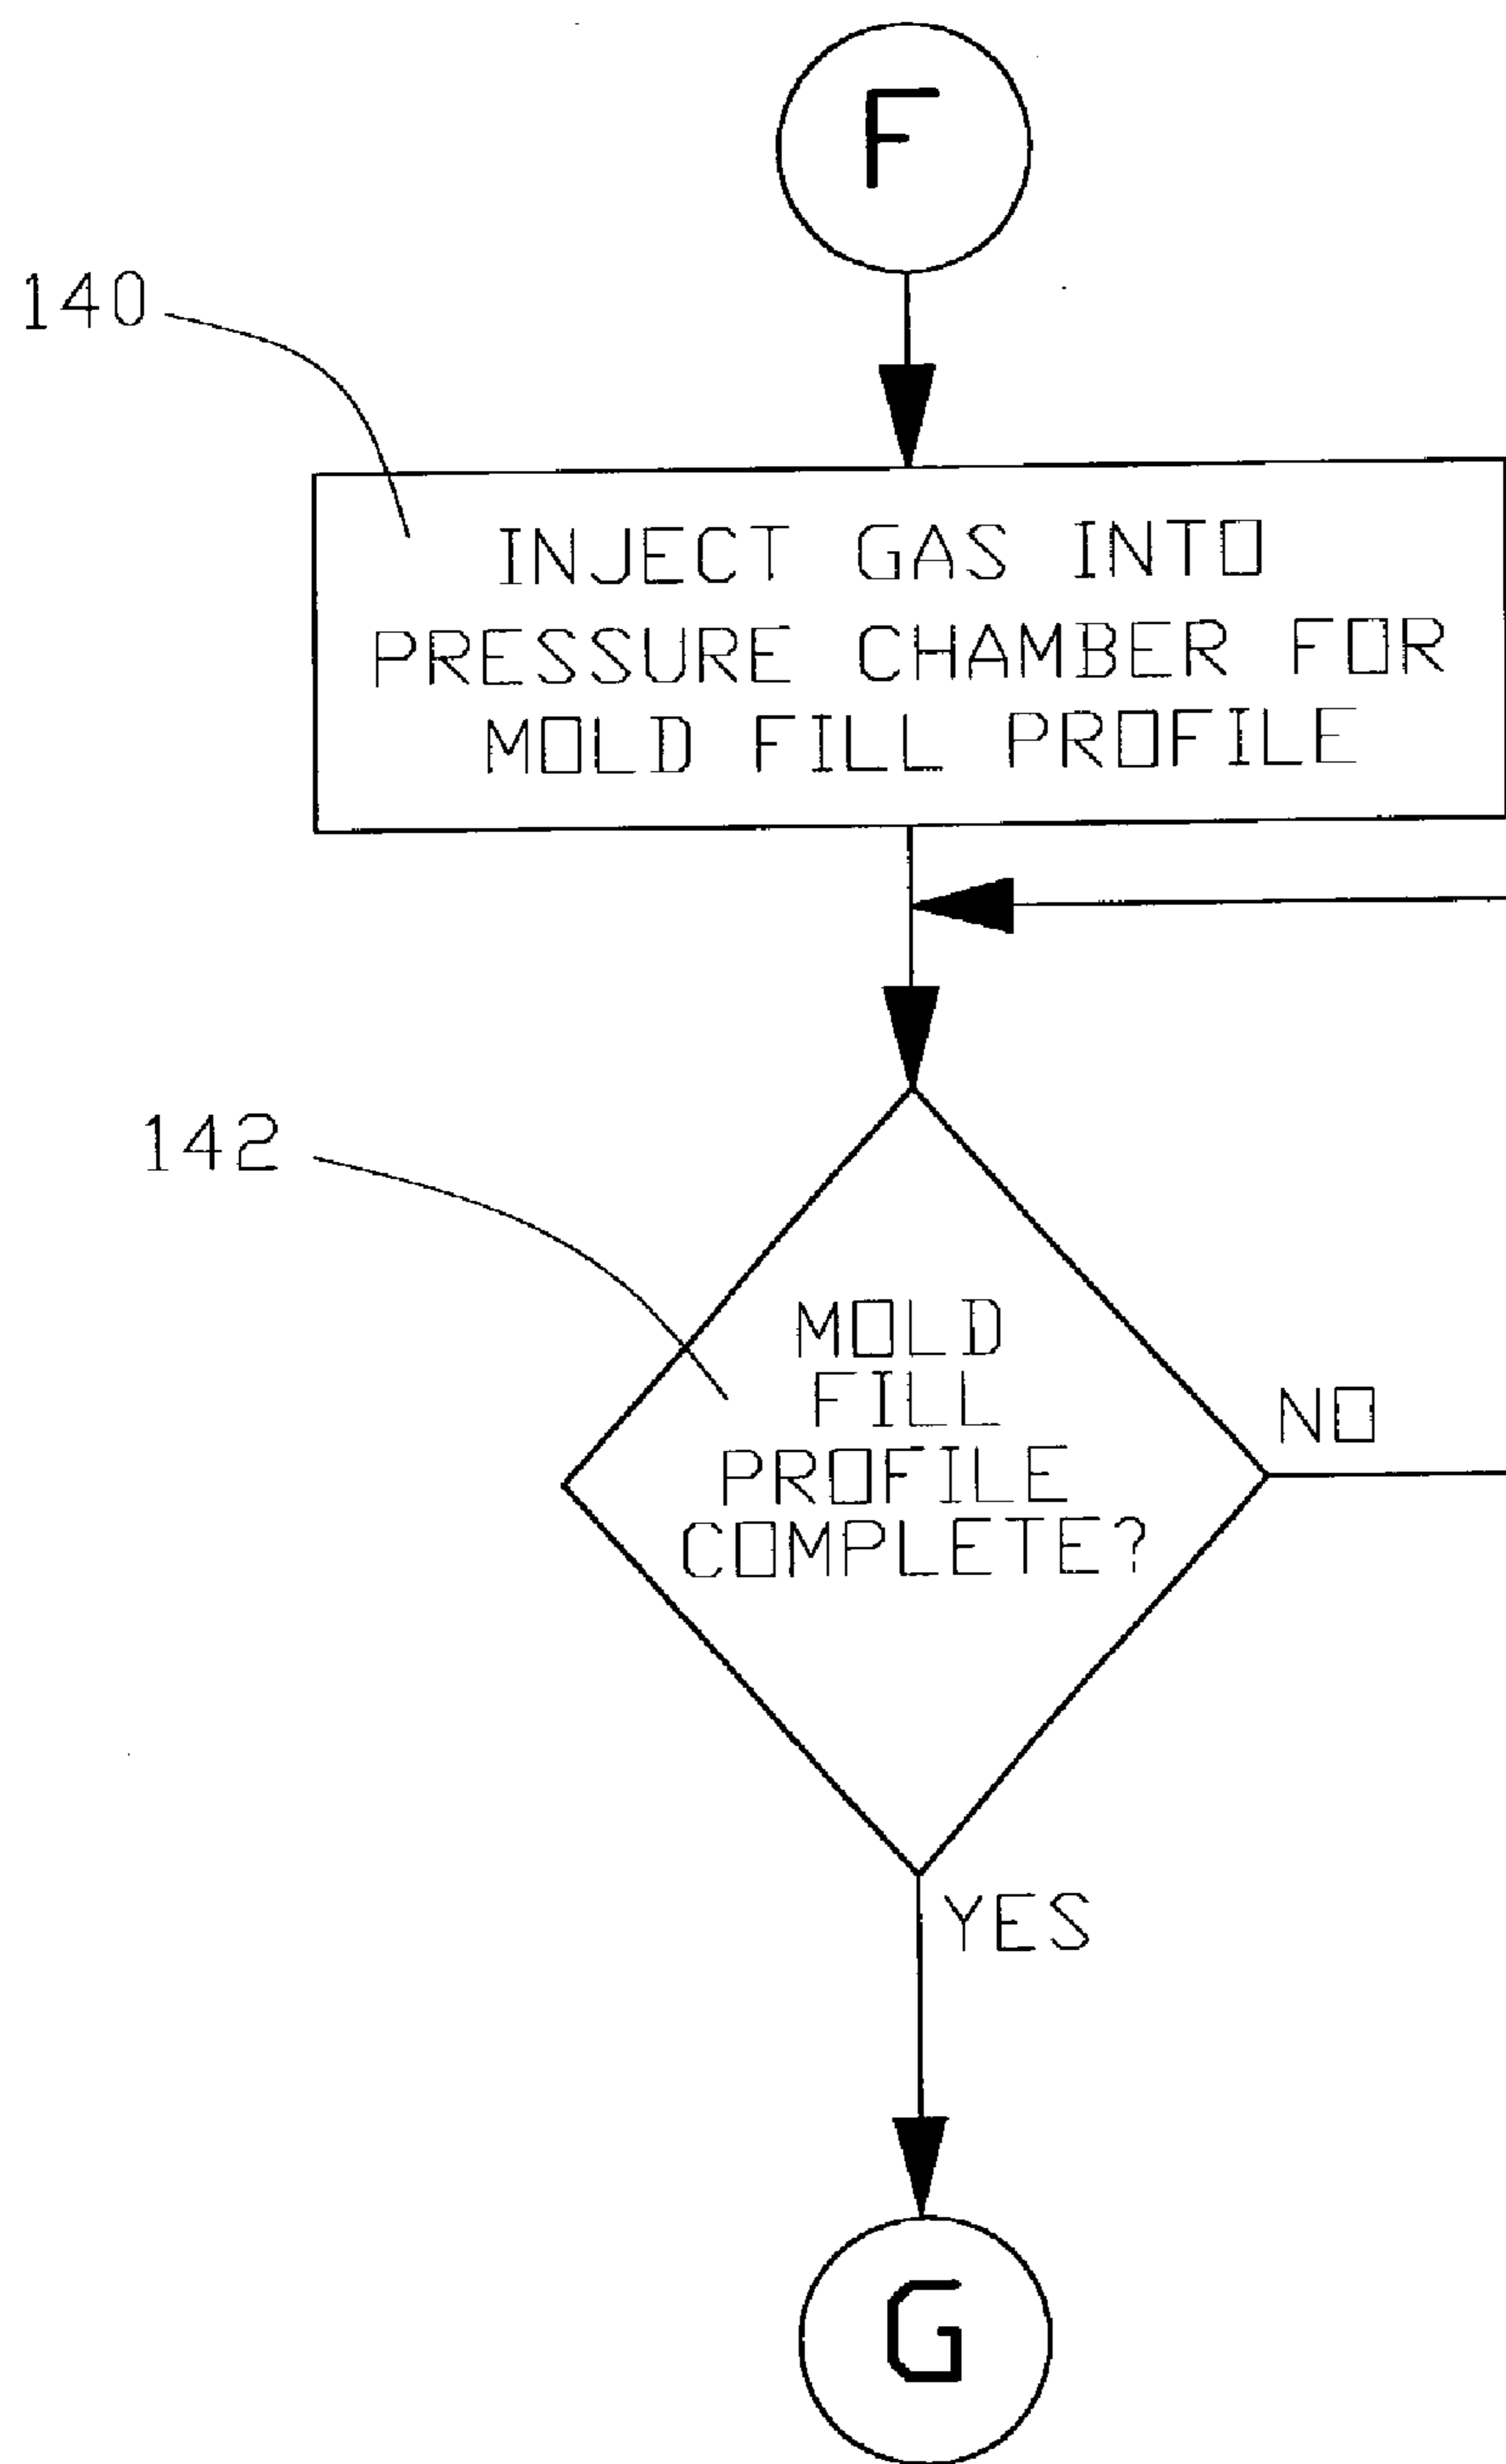 F
140
INJECT GAS INTO
PRESSURE CHAMBER FOR
MOLD FILL PROFILE
142
MOLD
FILL
PROFILE
COMPLETE?
NO
YES
G